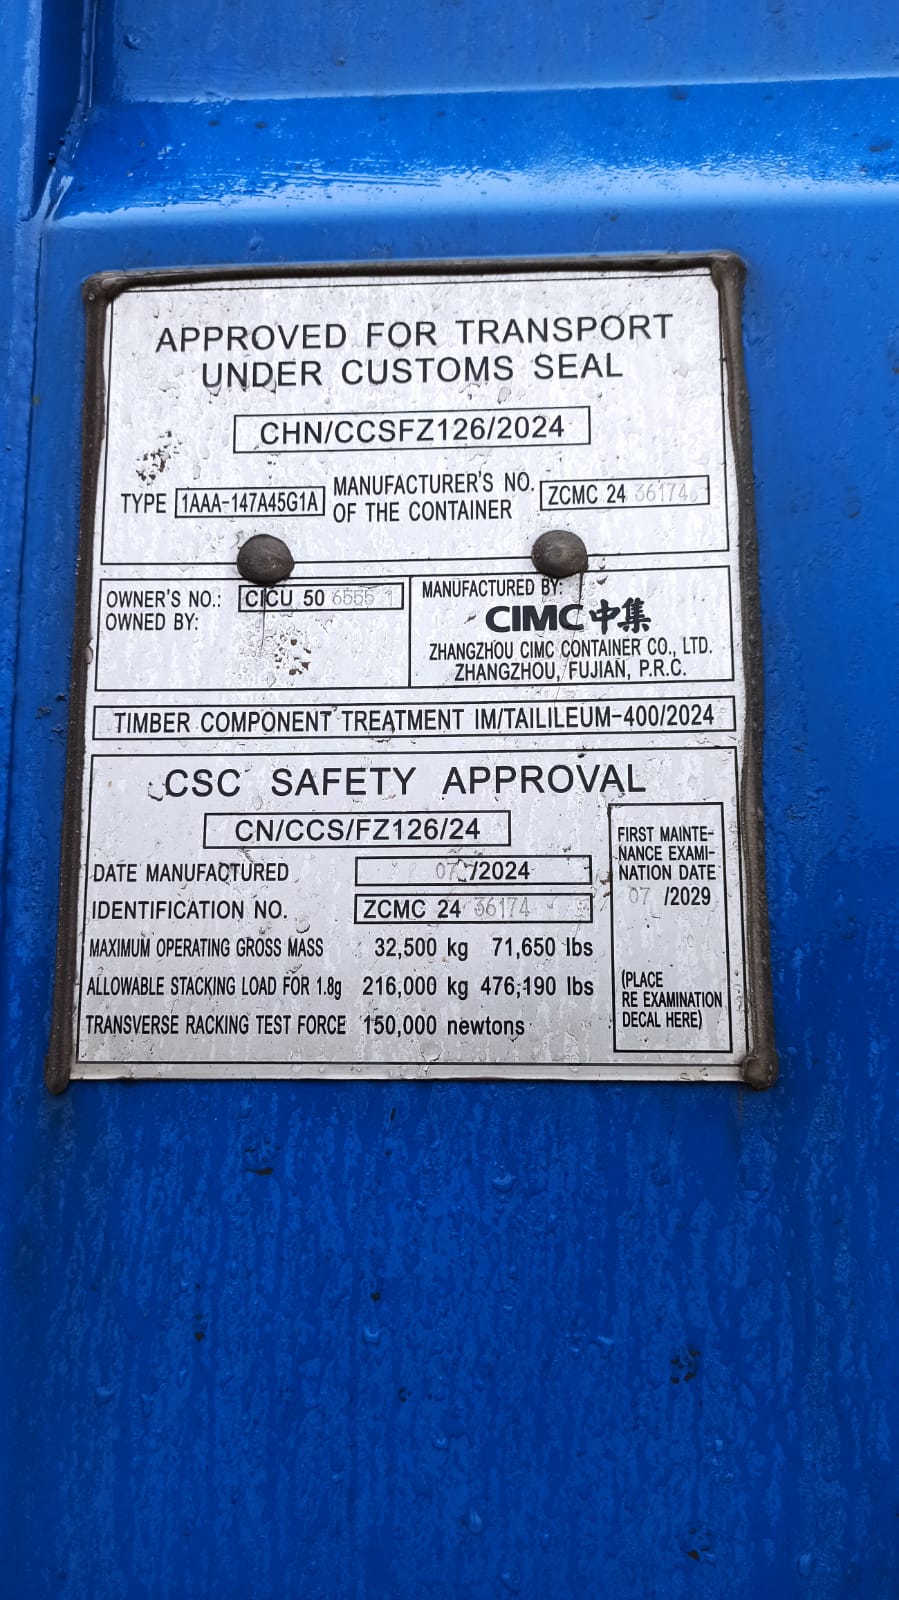 APPROVED FOR TRANSPORT
UNDER CUSTOMS SEAL
CHN/CCSFZ126/2024
TYPE 1AAA-147A45G1A
MANUFACTURER'S NO.
OF THE CONTAINER
ZCMC 24 36174
OWNER'S NO.: CICU 50 6555 1
OWNED BY:
MANUFACTURED BY:
CIMC 中集
ZHANGZHOU CIMC CONTAINER CO., LTD.
ZHANGZHOU, FUJIAN, P.R.C.
TIMBER COMPONENT TREATMENT IM/TAILILEUM-400/2024
CSC SAFETY APPROVAL
CN/CCS/FZ126/24
DATE MANUFACTURED 07 /2024
IDENTIFICATION NO. ZCMC 24 36174
MAXIMUM OPERATING GROSS MASS 32,500 kg 71,650 lbs
ALLOWABLE STACKING LOAD FOR 1.8g 216,000 kg 476,190 lbs
TRANSVERSE RACKING TEST FORCE 150,000 newtons
FIRST MAINTE-
NANCE EXAMI-
NATION DATE
07 /2029
(PLACE
RE EXAMINATION
DECAL HERE)